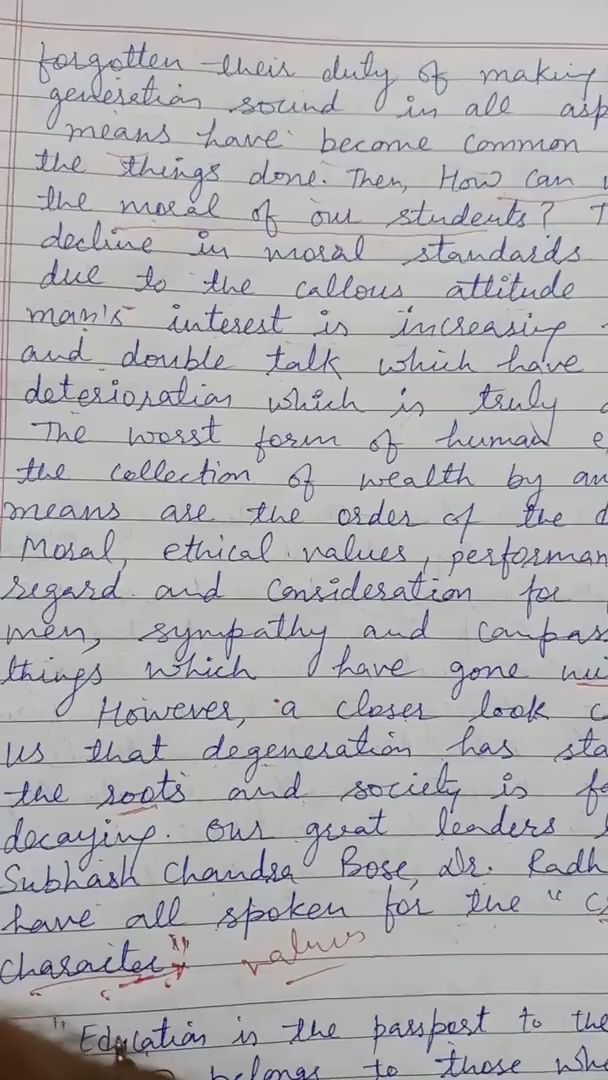 forgotten their duty of making
generation sound in all asp
means have become common
the things done. Then, How can
the moral of our students? T
decline in moral standards
due to the callous attitude
man's interest is increasing
and double talk which have
deterioration which is truly
The worst form of human e
the collection of wealth by an
means are the order of the d
Moral, ethical values, performan
regard and consideration for
men, sympathy and compas
things which have gone
However, a closer look c
us that degeneration has sta
the roots and society is fa
decaying. Our great leaders
Subhash Chandra Bose, Dr. Radh
have all spoken for the "
character" values
"Education is the passport to the
belongs to those who